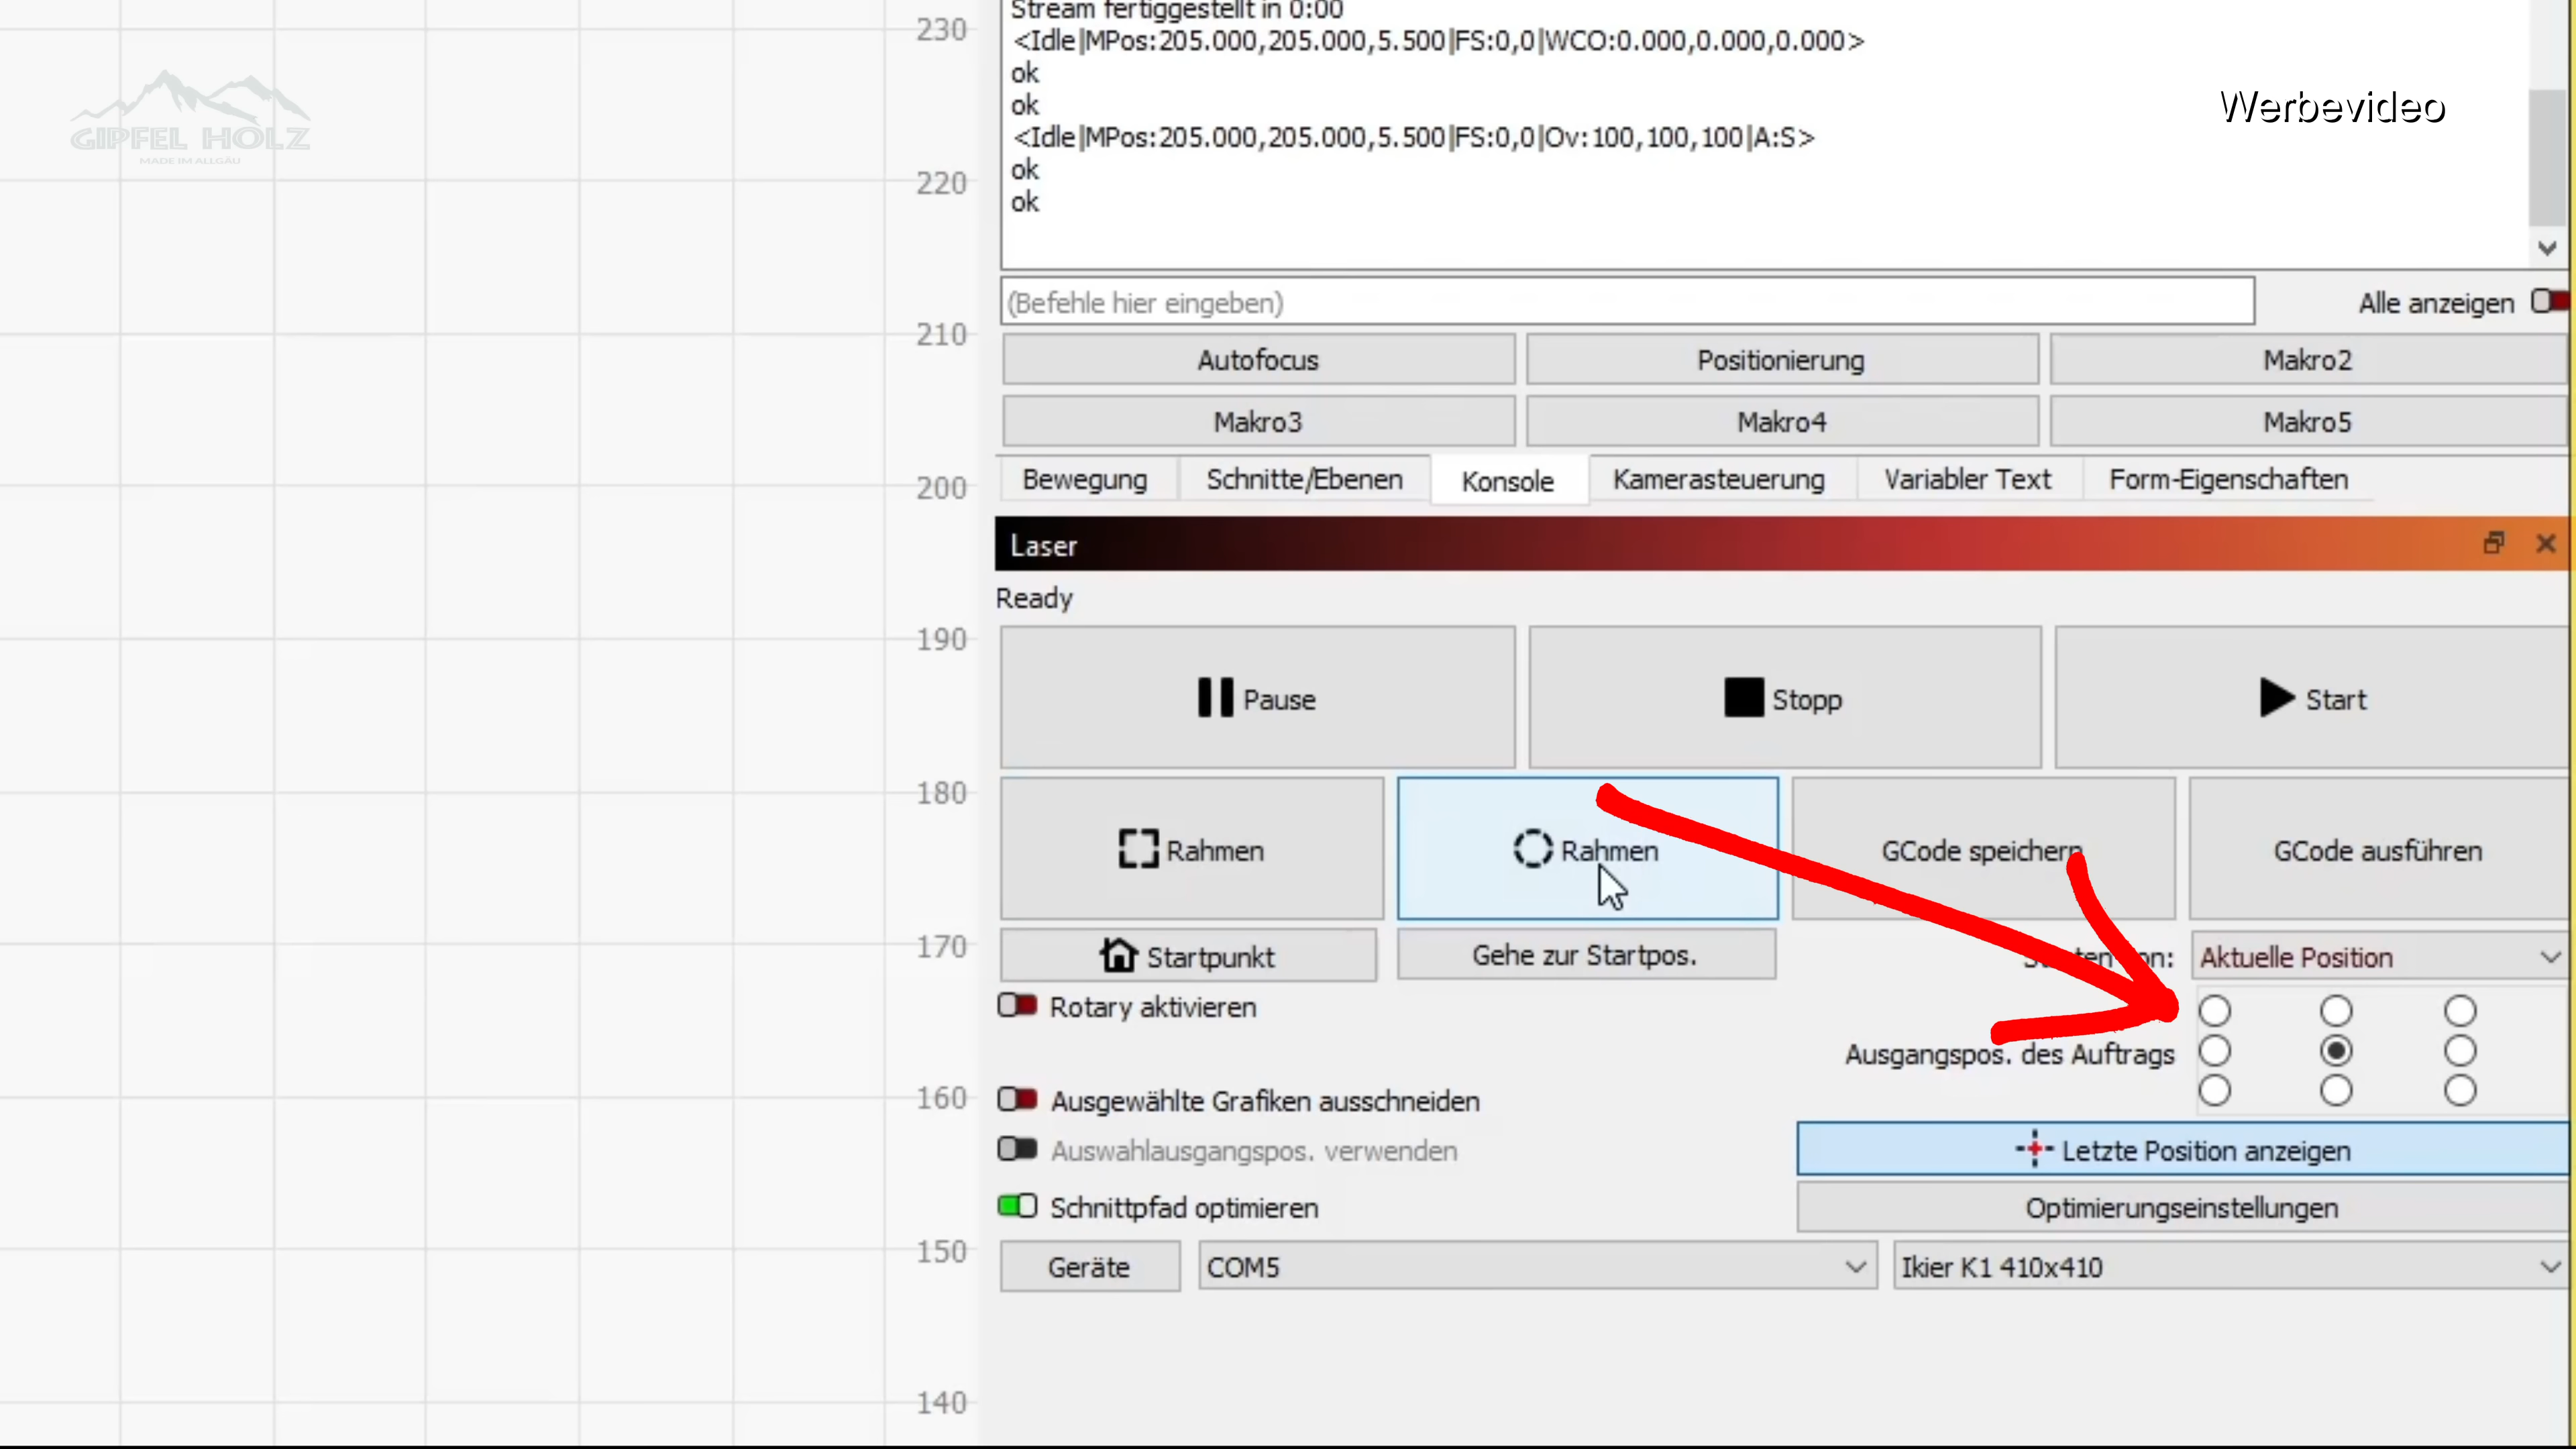 Stream fertiggestellt in 0:00
<Idle|MPos:205.000,205.000,5.500|FS:0,0|WCO:0.000,0.000,0.000>
ok
ok
<Idle|MPos:205.000,205.000,5.500|FS:0,0|Ov:100,100,100|A:S>
ok
ok
GIPFEL HOLZ
MADE IM ALLGÄU
Werbevideo
230
220
210
200
190
180
170
160
150
140
(Befehle hier eingeben)
Alle anzeigen
Autofocus Positionierung Makro2
Makro3 Makro4 Makro5
Bewegung Schnitte/Ebenen Konsole Kamerasteuerung Variabler Text Form-Eigenschaften
Laser
Ready
Pause Stopp Start
Rahmen Rahmen GCode speichern GCode ausführen
Startpunkt Gehe zur Startpos. Aktuelle Position
Rotary aktivieren
Ausgangspos. des Auftrags
Ausgewählte Grafiken ausschneiden
Auswahlausgangspos. verwenden
Letzte Position anzeigen
Schnittpfad optimieren
Optimierungseinstellungen
Geräte COM5 Ikier K1 410x410